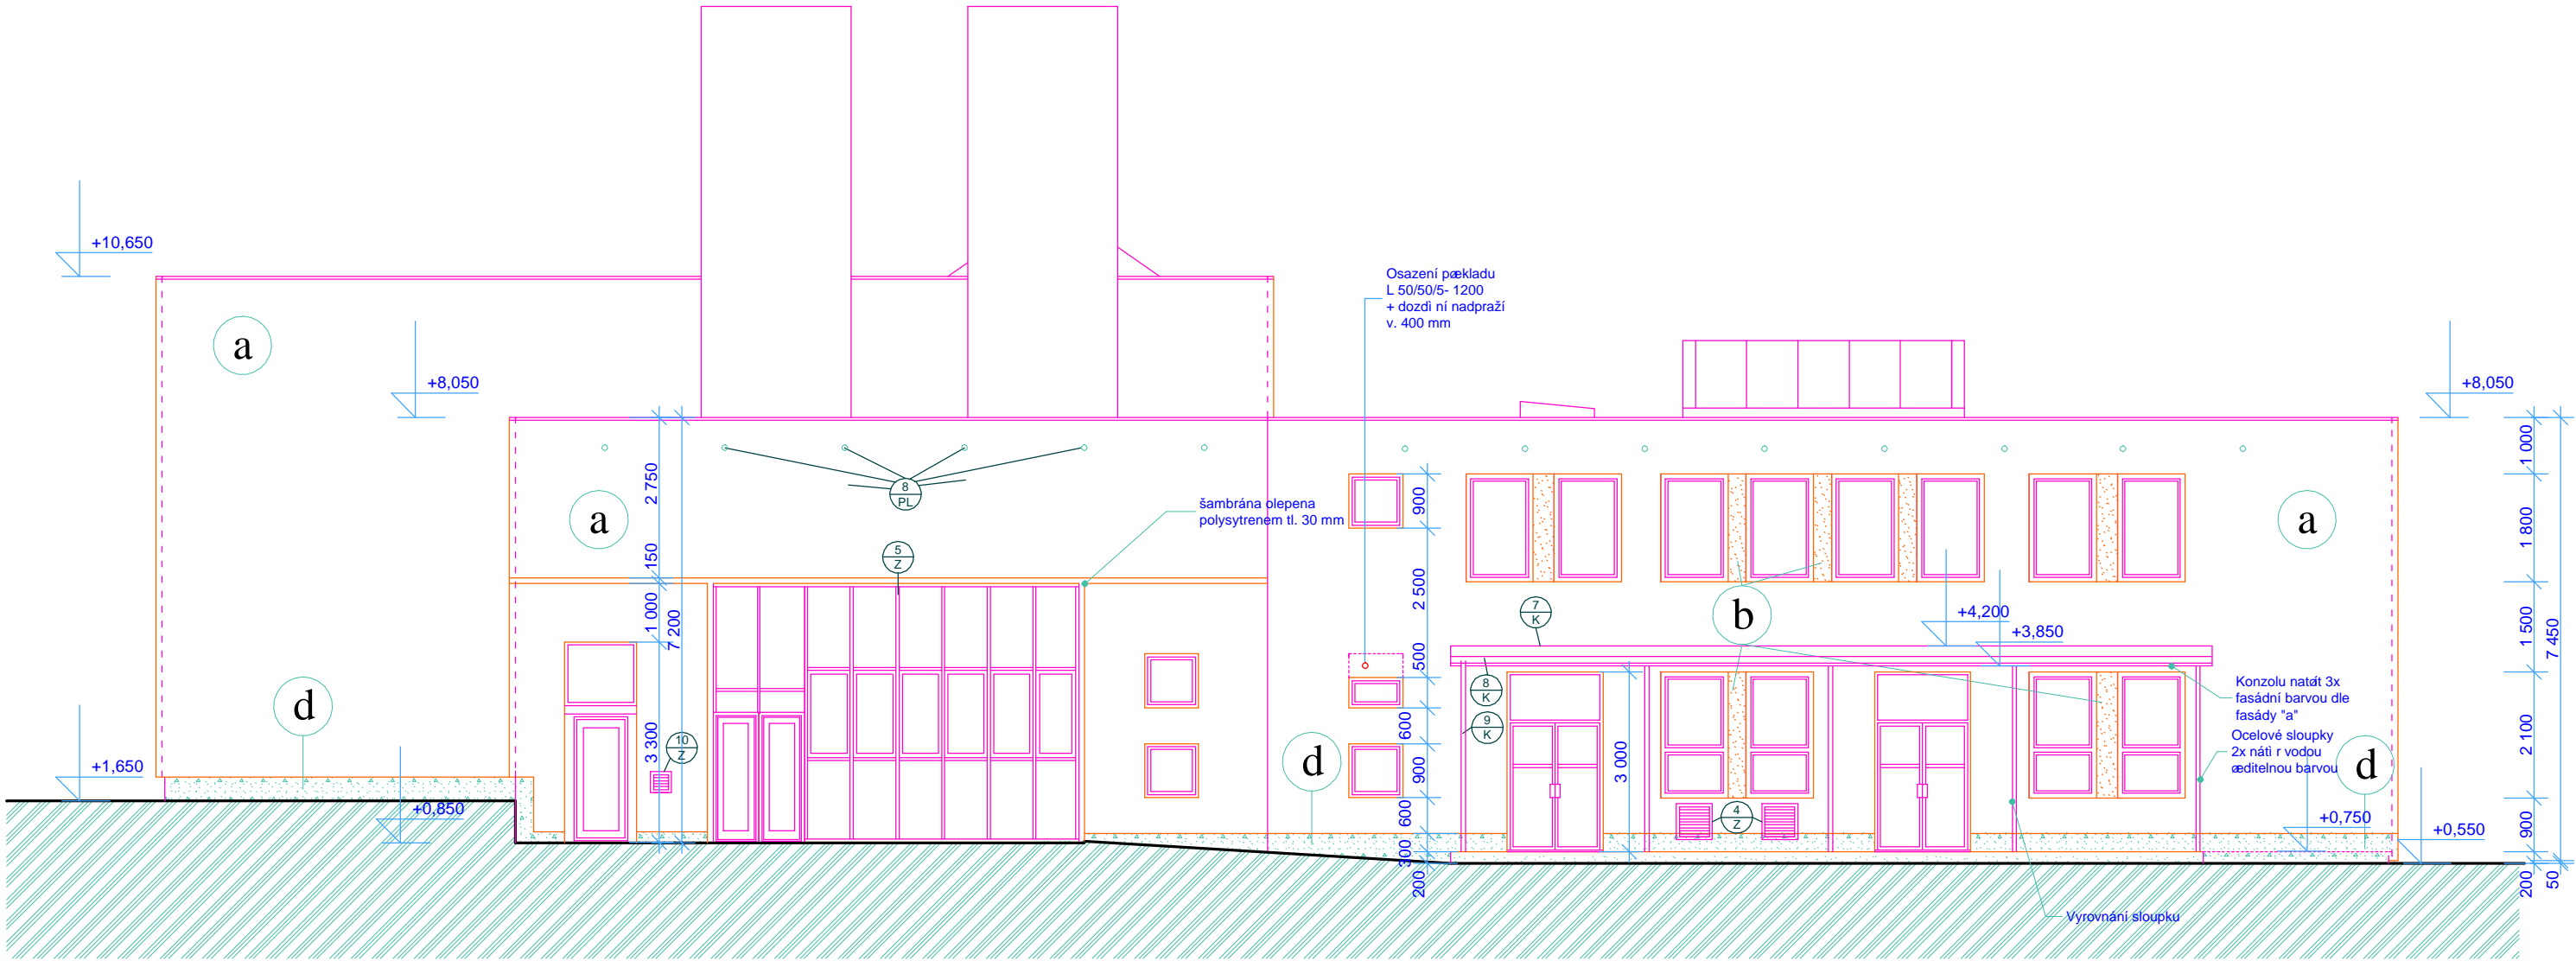 +10,650
a
+8,050
Osazení pækladu
L 50/50/5- 1200
+ dozdì ní nadpraží
v. 400 mm
+8,050
2 750
8
PL
šambrána olepena
polysytrenem tl. 30 mm
a
900
1 000
1 800
a
150
5
Z
1 000
7 200
2 500
7
K
b
+4,200
+3,850
1 500
7 450
500
8
K
Konzolu natøt 3x
fasádní barvou dle
fasády "a"
d
3 300
10
Z
600
9
K
Ocelové sloupky
2x nátì r vodou
æditelnou barvou
2 100
+1,650
d
900
3 000
d
+0,850
600
4
Z
+0,750
+0,550
900
300
200
200
50
Vyrovnání sloupku